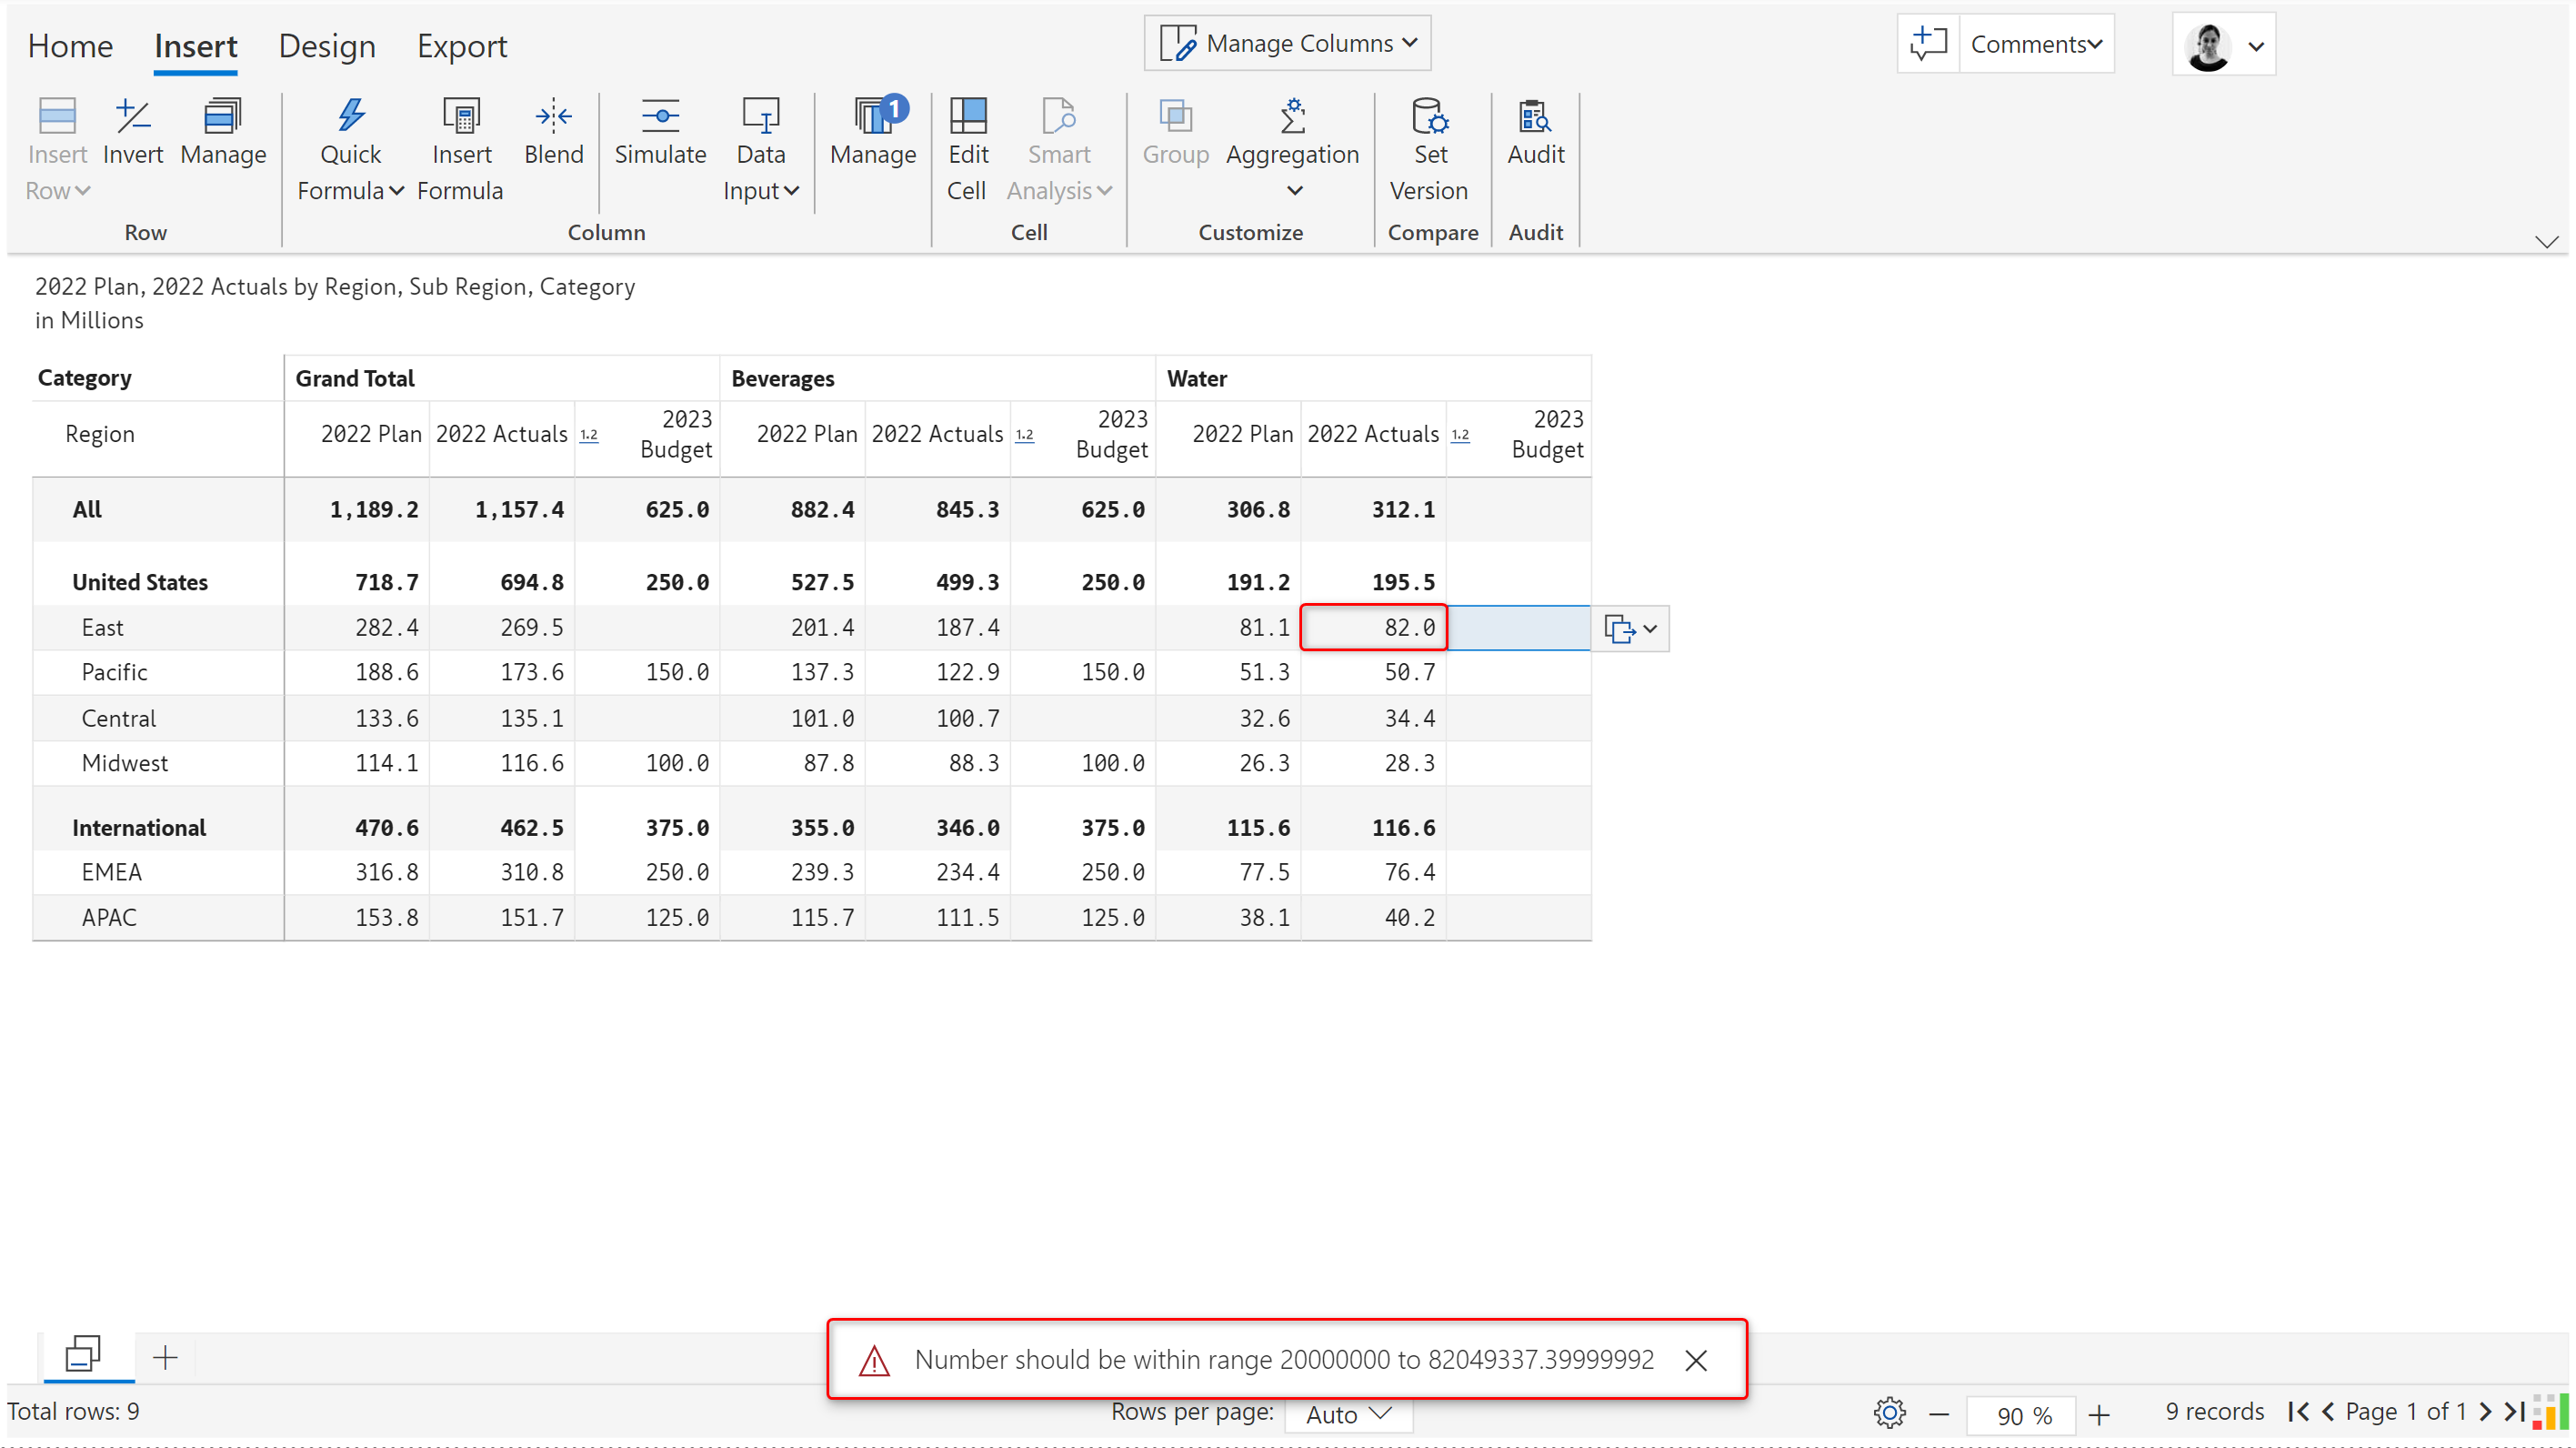 Home Insert Design Export Manage Columns Comments
Insert Row Invert Manage Quick Formula Insert Formula Blend Simulate Data Input Manage 1 Edit Cell Smart Analysis Group Aggregation Set Version Audit
Row Column Cell Customize Compare Audit
2022 Plan, 2022 Actuals by Region, Sub Region, Category
in Millions
Category Grand Total Beverages Water
Region 2022 Plan 2022 Actuals 1.2 2023 Budget 2022 Plan 2022 Actuals 1.2 2023 Budget 2022 Plan 2022 Actuals 1.2 2023 Budget
All 1,189.2 1,157.4 625.0 882.4 845.3 625.0 306.8 312.1
United States 718.7 694.8 250.0 527.5 499.3 250.0 191.2 195.5
East 282.4 269.5 201.4 187.4 81.1 82.0
Pacific 188.6 173.6 150.0 137.3 122.9 150.0 51.3 50.7
Central 133.6 135.1 101.0 100.7 32.6 34.4
Midwest 114.1 116.6 100.0 87.8 88.3 100.0 26.3 28.3
International 470.6 462.5 375.0 355.0 346.0 375.0 115.6 116.6
EMEA 316.8 310.8 250.0 239.3 234.4 250.0 77.5 76.4
APAC 153.8 151.7 125.0 115.7 111.5 125.0 38.1 40.2
Number should be within range 20000000 to 82049337.39999992
Total rows: 9 Rows per page: Auto 90 % 9 records Page 1 of 1